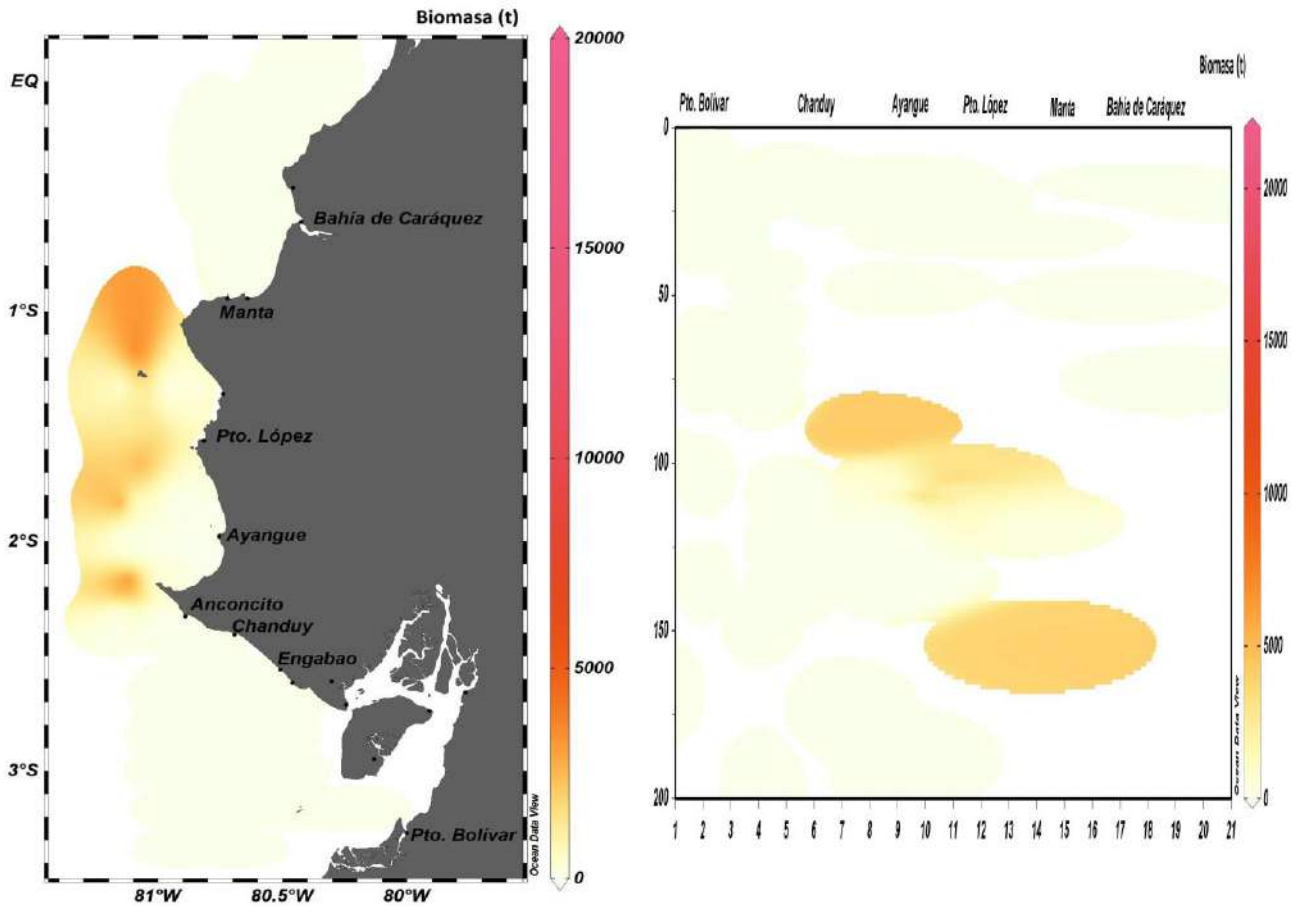 Biomasa (t)
20000
15000
10000
5000
0
EQ
1°S
2°S
3°S
81°W
80.5°W
80°W
Bahía de Caráquez
Manta
Pto. López
Ayangue
Anconcito
Chanduy
Engabao
Pto. Bolívar
Ocean Data View
Biomasa (t)
Pto. Bolívar Chanduy Ayangue Pto. López Manta Bahía de Caráquez
0
50
100
150
200
1 2 3 4 5 6 7 8 9 10 11 12 13 14 15 16 17 18 19 20 21
20000
15000
10000
5000
0
Ocean Data View